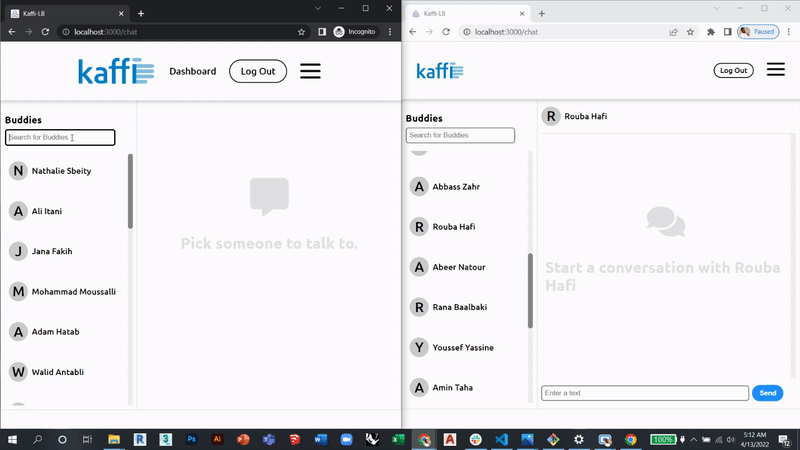 Kaffi-LB
localhost:3000/chat
Incognito
kaffi
Dashboard
Log Out
Buddies
Search for Buddies
N Nathalie Sbeity
A Ali Itani
J Jana Fakih
M Mohammad Moussalli
A Adam Hatab
W Walid Antabli
Pick someone to talk to.
Kaffi-LB
localhost:3000/chat
Paused
kaffi
Log Out
Buddies
Search for Buddies
A Abbass Zahr
R Rouba Hafi
A Abeer Natour
R Rana Baalbaki
Y Youssef Yassine
A Amin Taha
R Rouba Hafi
Start a conversation with Rouba
Hafi
Enter a text
Send
100%
5:12 AM
4/13/2022